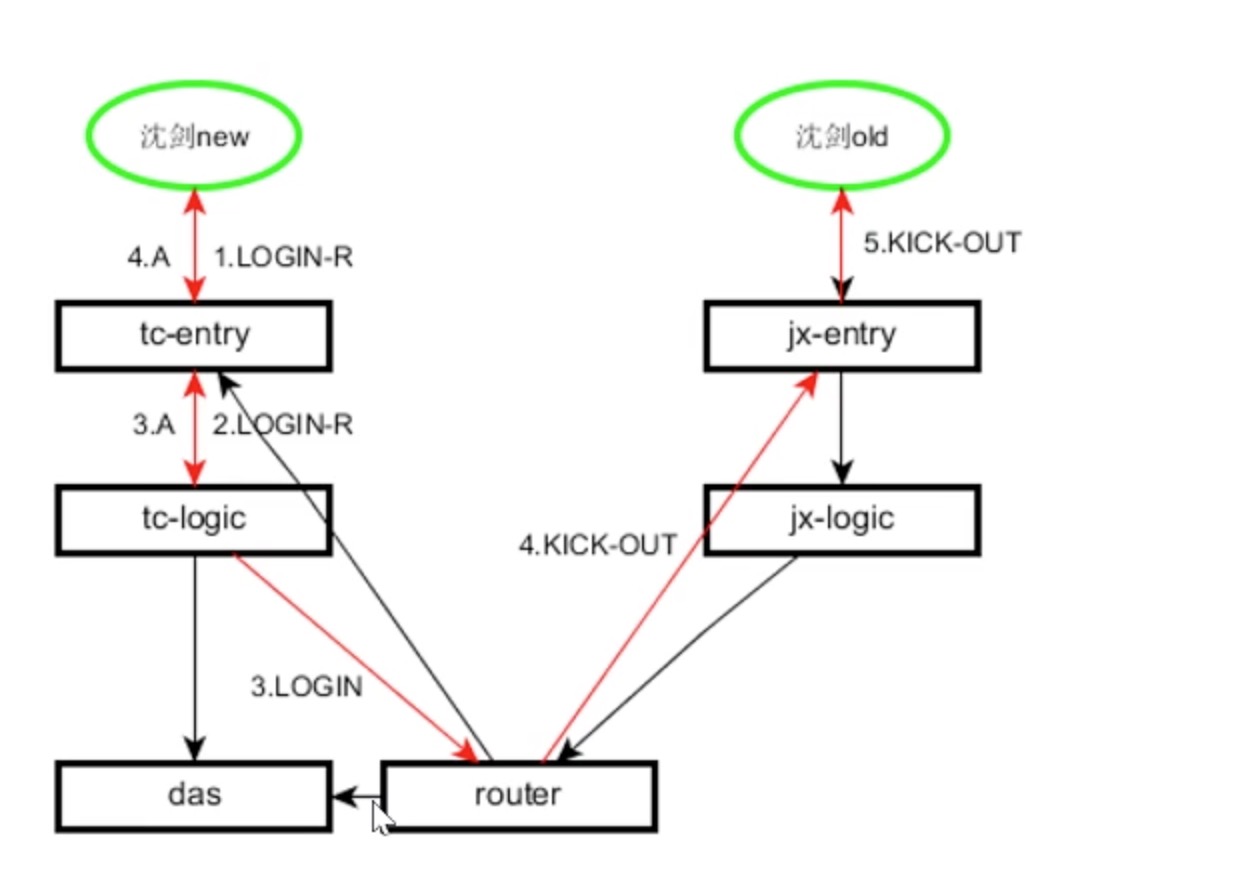 沈剑new
沈剑old
4.A
1.LOGIN-R
5.KICK-OUT
tc-entry
jx-entry
3.A
2.LOGIN-R
tc-logic
jx-logic
4.KICK-OUT
3.LOGIN
das
router